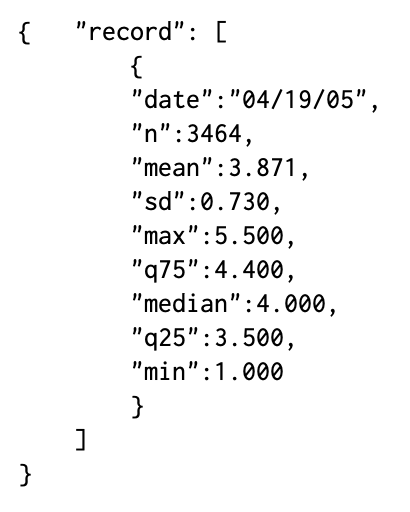 {   "record": [
        {
        "date":"04/19/05",
        "n":3464,
        "mean":3.871,
        "sd":0.730,
        "max":5.500,
        "q75":4.400,
        "median":4.000,
        "q25":3.500,
        "min":1.000
        }
    ]
}